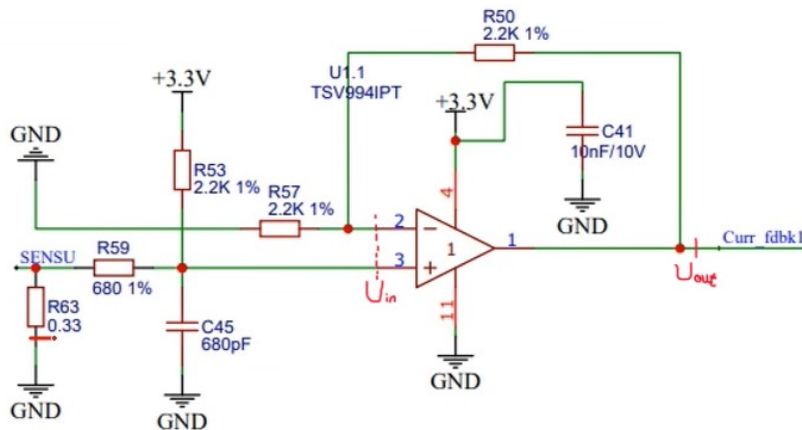 R50
2.2K 1%
U1.1
TSV994IPT
+3.3V
+3.3V
C41
10nF/10V
GND
GND
R53
2.2K 1%
R57
2.2K 1%
4
2
1
1
Curr_fdbk1
SENSU
R59
680 1%
3
Uin
Uout
R63
0.33
C45
680pF
11
GND
GND
GND